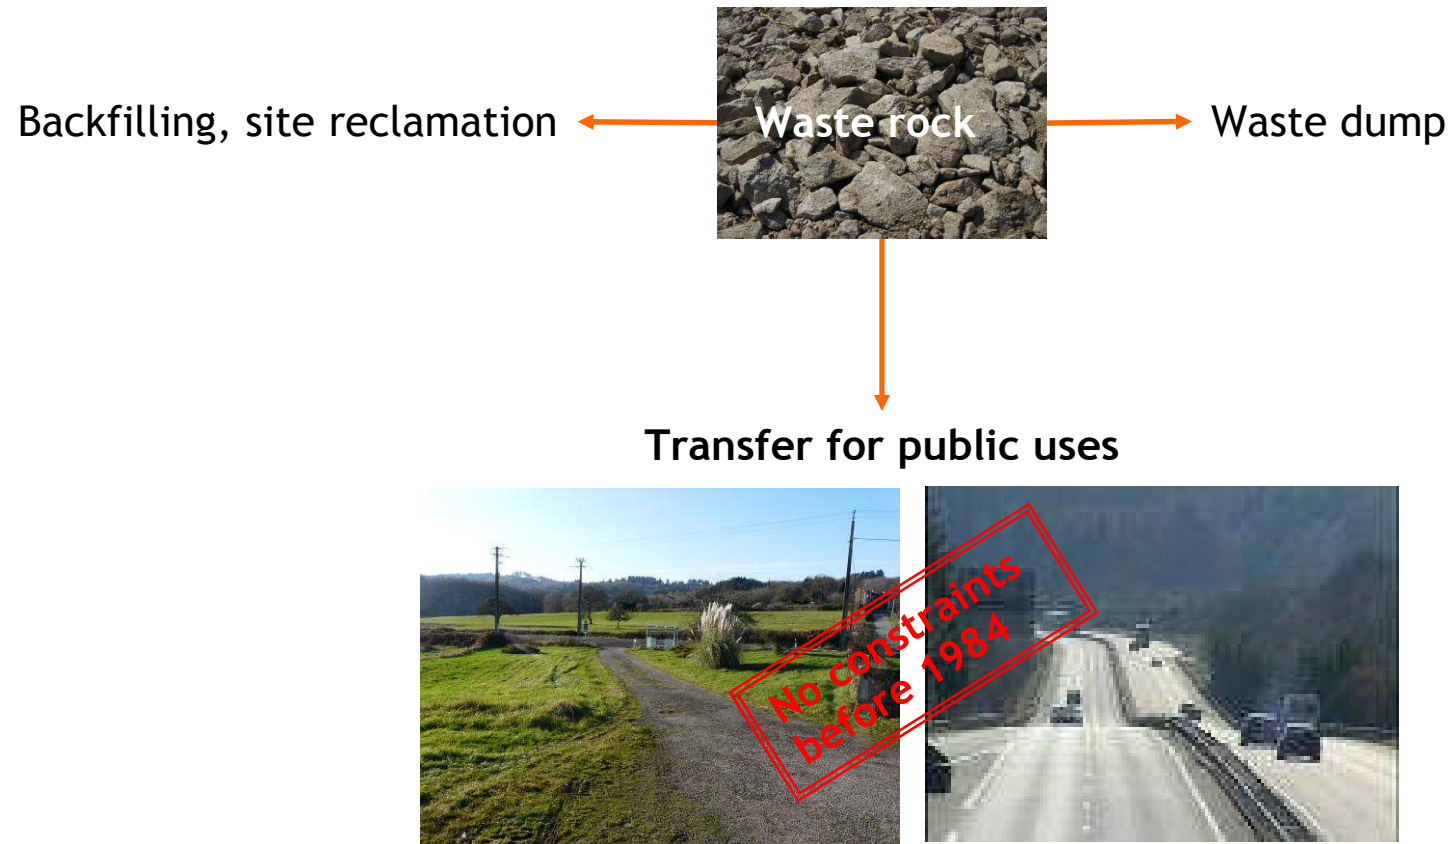 Backfilling, site reclamation
Waste rock
Waste dump
Transfer for public uses
No constraints
before 1984